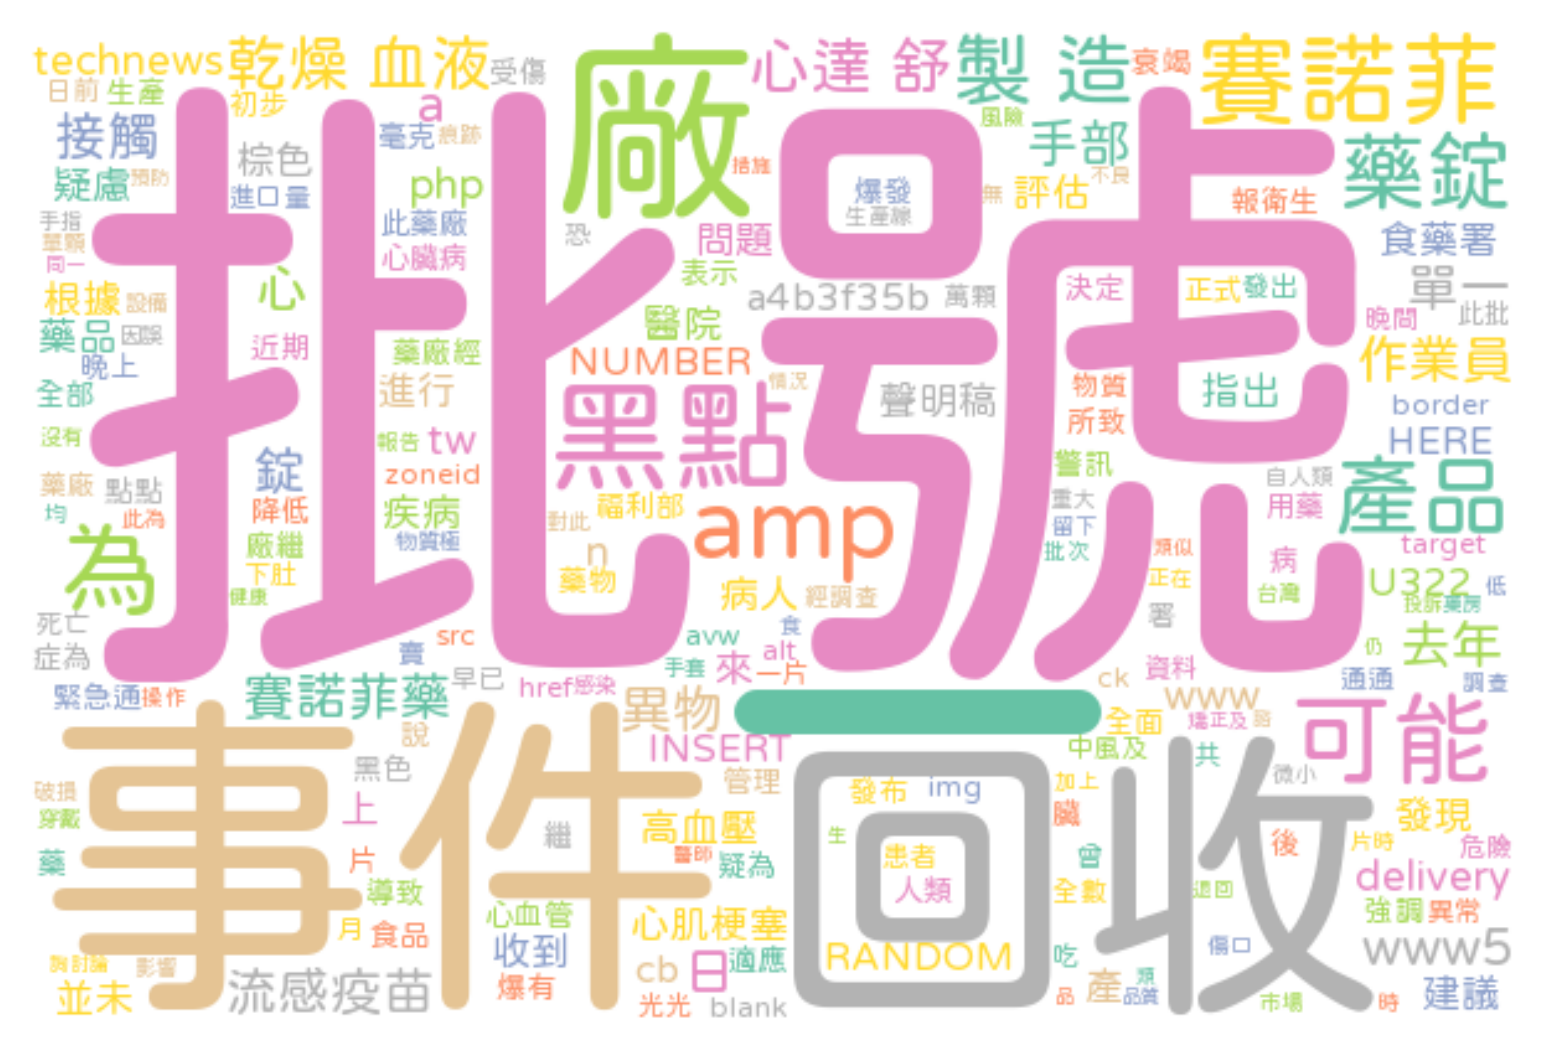 technews 乾燥 血液 受傷 廠 心達 舒 製 造 衰竭 賽諾菲
日前 生產 初步 a 風險
接觸 棕色 毫克 痕跡 措施 手部 藥錠
疑慮 預防 進口量 php 爆發 無 評估 不良 報衛生
手指 此藥廠 生產線
單顆 心臟病 恐 問題 食藥署
同一 批號
根據 設備 心 表示 a4b3f35b 萬顆 決定 正式 發出 單一
藥品 因誤 近期 藥廠經 醫院 晚間 此批
晚上 NUMBER 作業員
全部 進行 黑點 情況 聲明稿 物質 指出 border
沒有 報告 tw 所致 HERE
藥廠 點點 錠 zoneid 警訊 自人類 產品
均 此為 降低 疾病 對此 福利部 amp 重大 用藥
為 廠繼 物質極 n 留下 target
下肚 藥物 批次 類似 病
健康 病人 經調查 正在 台灣 U322 低
死亡 src avw 食 署 投訴 藥房
症為 賣 手套 來 alt 一片 仍 去年
緊急通 操作 賽諾菲藥 早已 href 感染 ck 資料 通通 調查
事件 說 異物 一 全面 www 可能
黑色 INSERT 中風及 矯正及
破損 上 管理 回收 共 微小
穿戴 繼 高血壓 發布 img 加上 發現
藥 片 醫師 疑為 生 患者 臟 曾 後 片時 危險
導致 心血管 人類 全數 退回 delivery
月 食品 心肌梗塞 強調 異常
影響 收到 日 適應 RANDOM 吃 傷口 www5
並未 流感疫苗 爆有 cb 產 類 品質 建議
光光 blank 品 市場 時